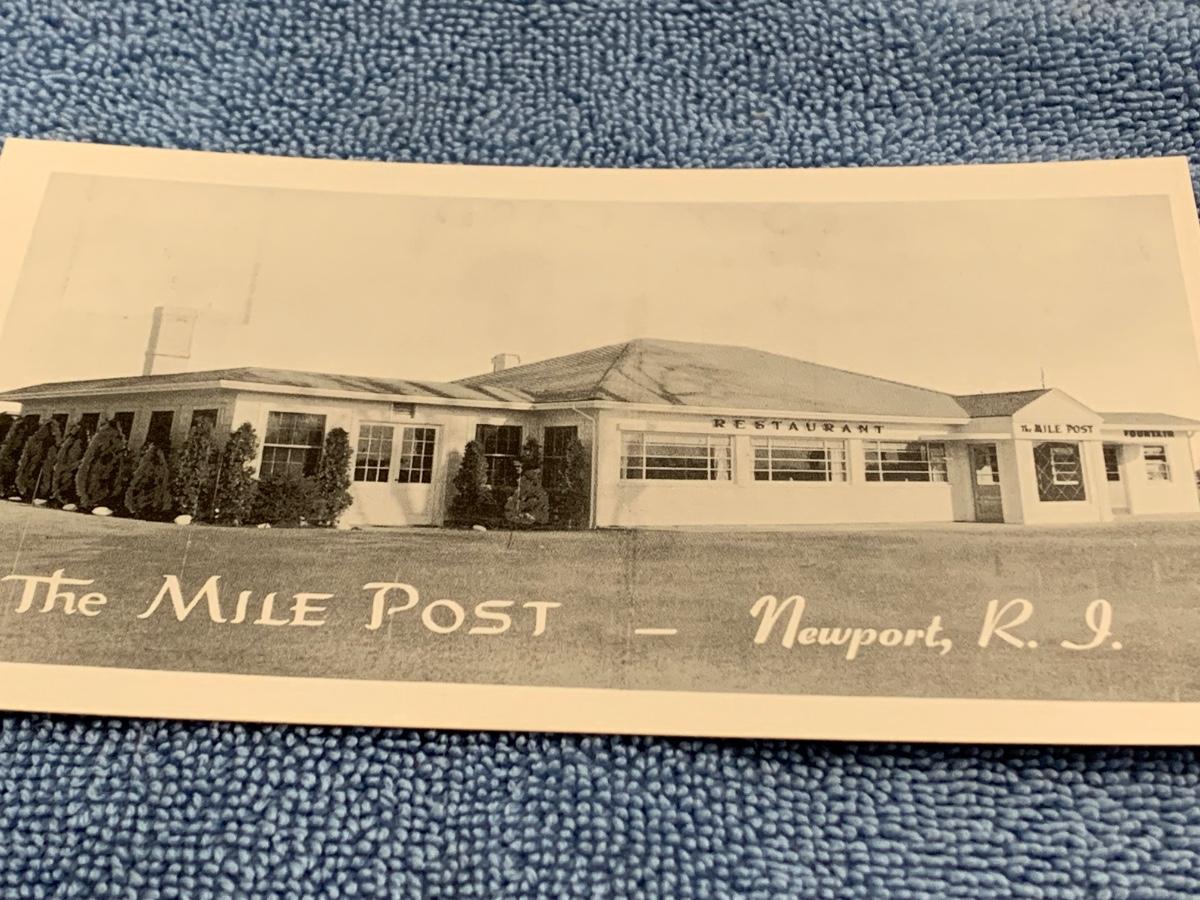 RESTAURANT
The MILE POST
FOUNTAIN
The MILE POST — Newport, R. I.